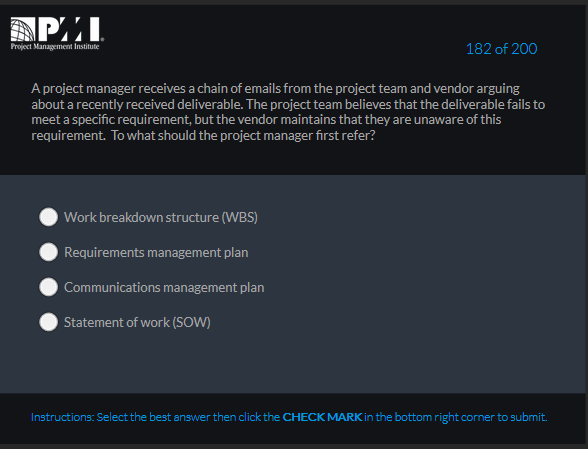 PMI
Project Management Institute
182 of 200
A project manager receives a chain of emails from the project team and vendor arguing
about a recently received deliverable. The project team believes that the deliverable fails to
meet a specific requirement, but the vendor maintains that they are unaware of this
requirement. To what should the project manager first refer?
Work breakdown structure (WBS)
Requirements management plan
Communications management plan
Statement of work (SOW)
Instructions: Select the best answer then click the CHECK MARK in the bottom right corner to submit.